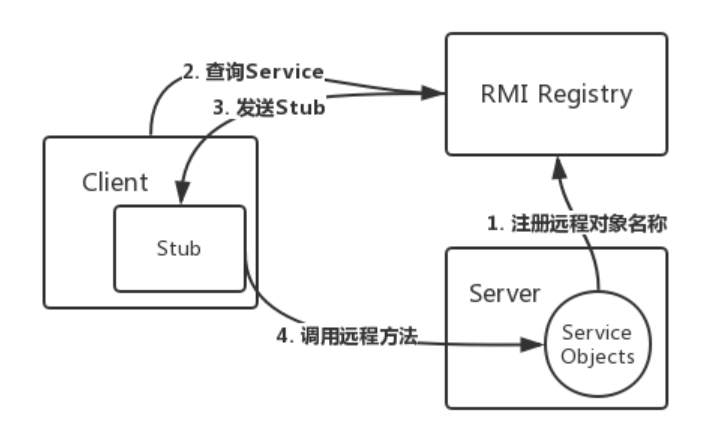 2. 查询Service
3. 发送Stub
RMI Registry
Client
Stub
1. 注册远程对象名称
Server
Service
Objects
4. 调用远程方法